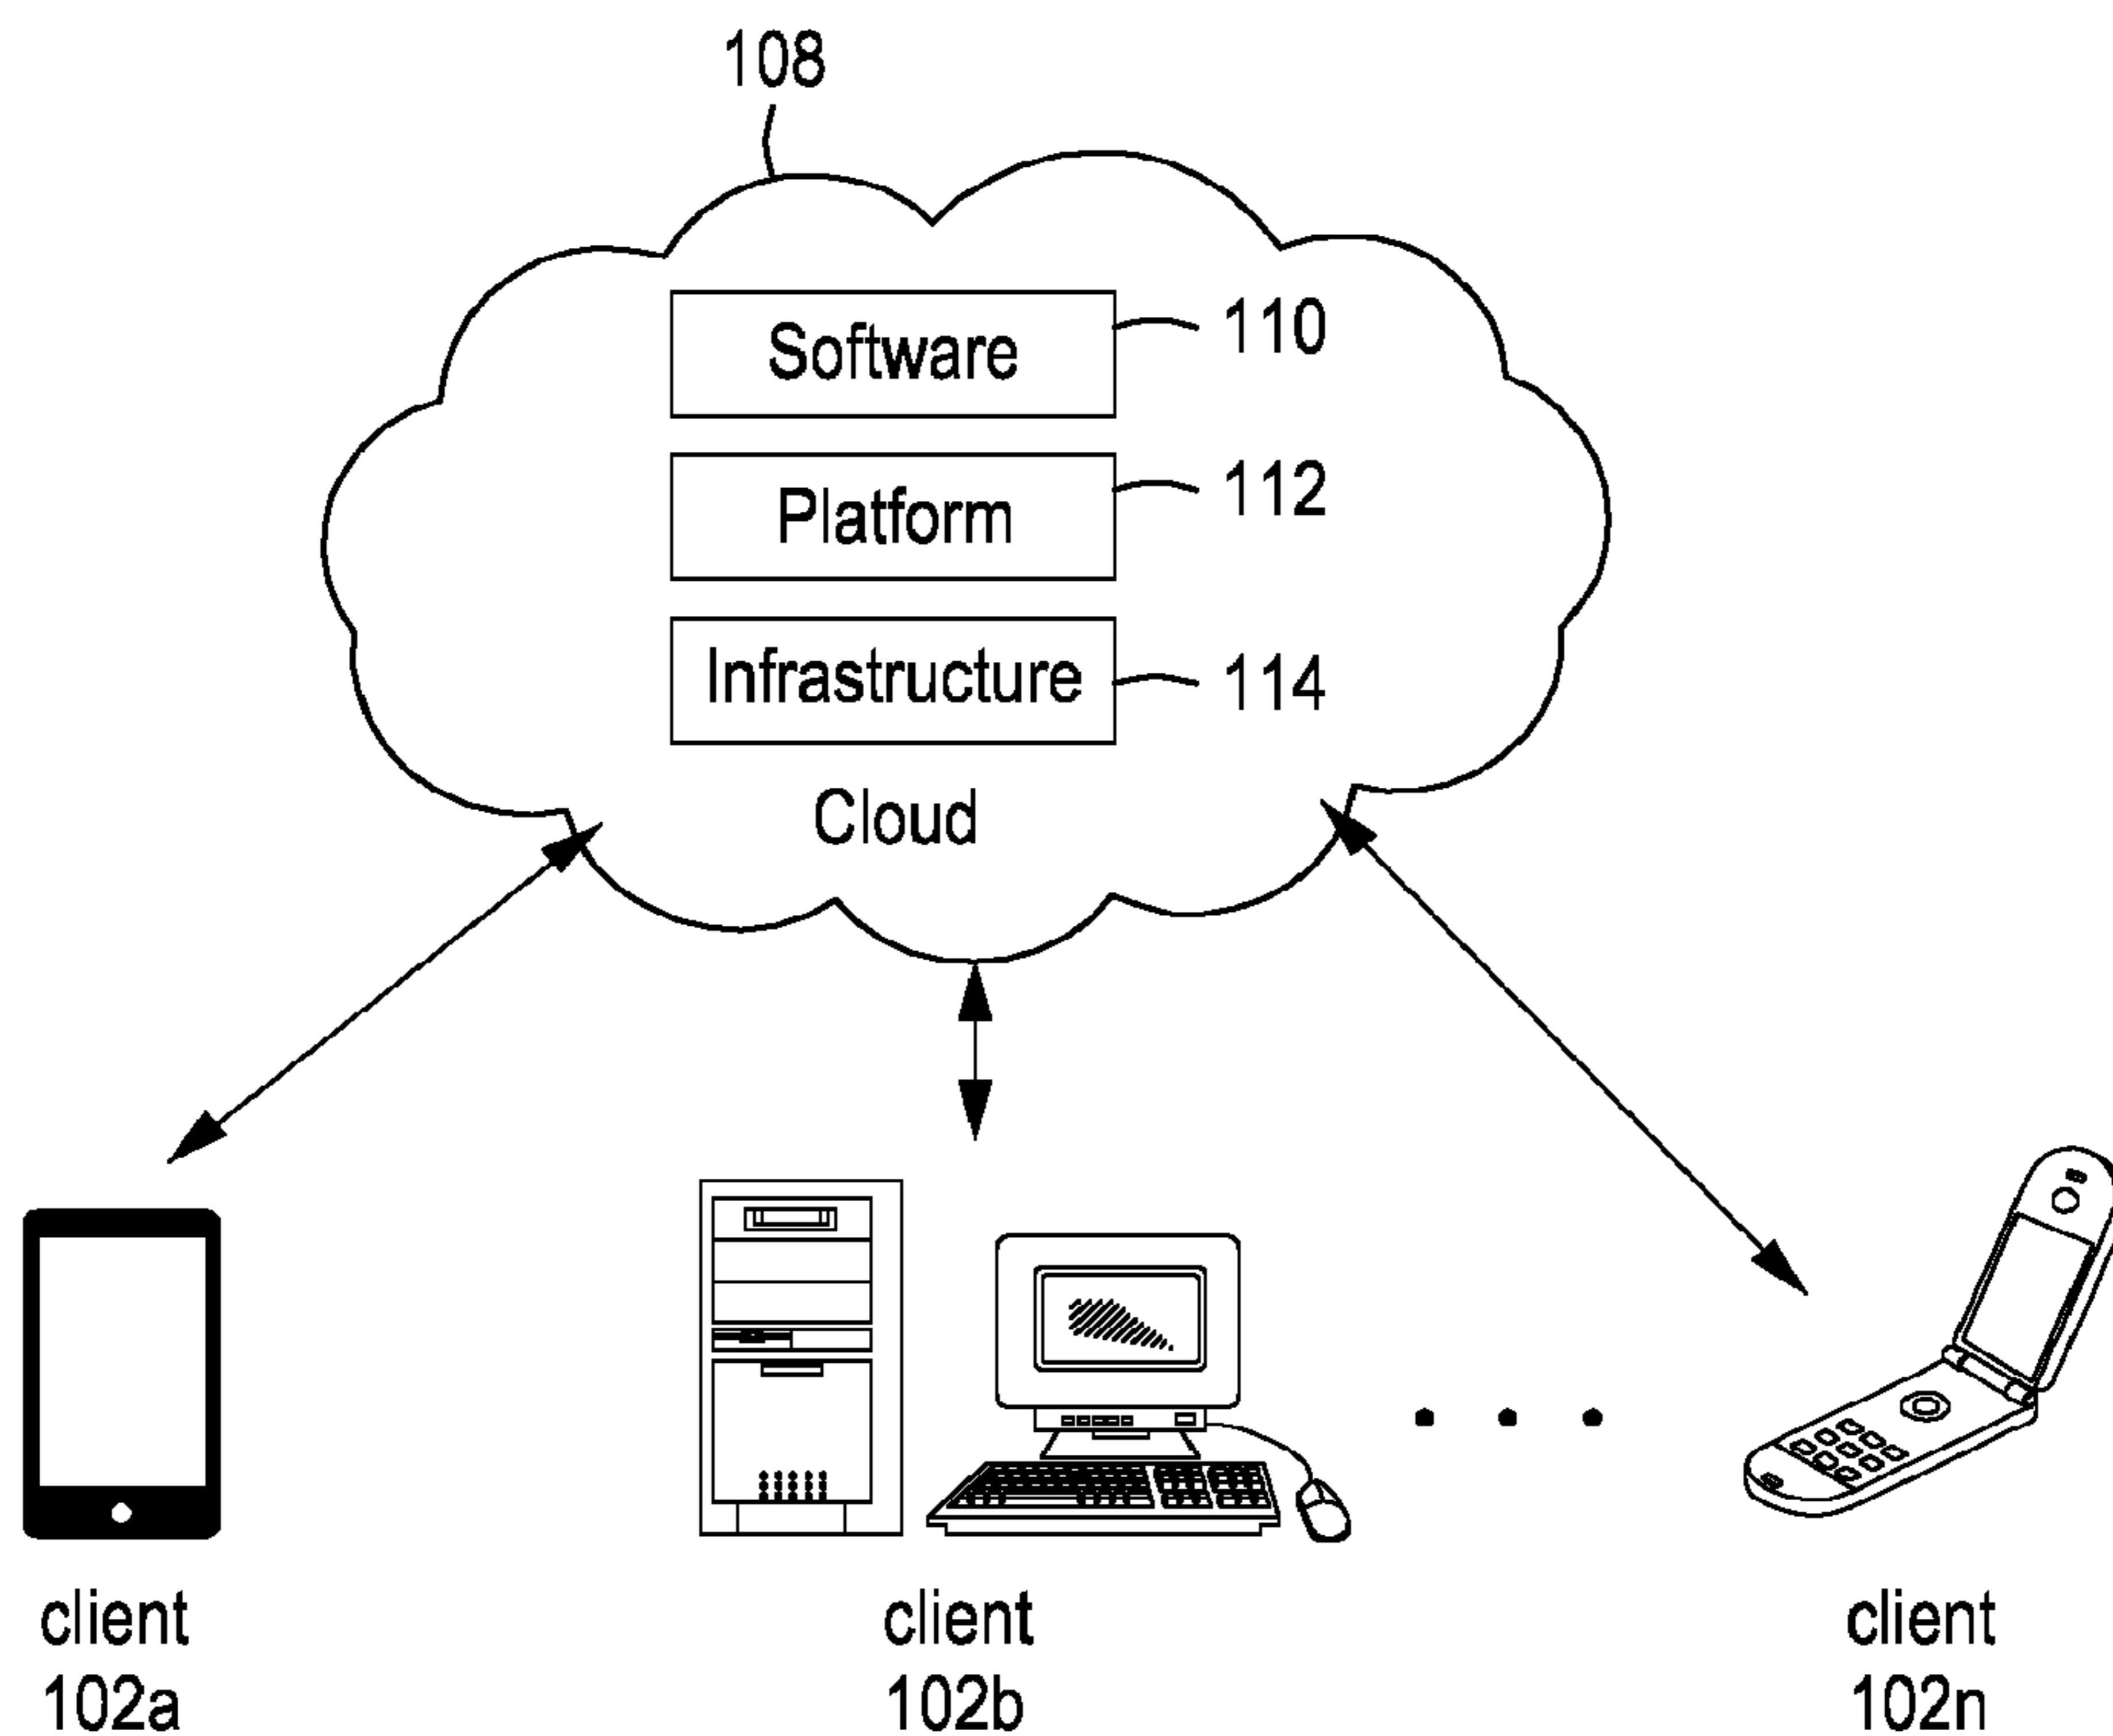 108
Software
110
Platform
112
Infrastructure
114
Cloud
client
102a
client
102b
client
102n